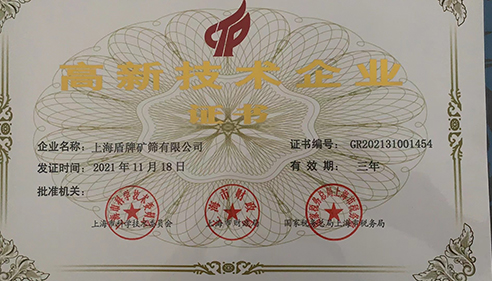 高新技术企业
证书
企业名称：上海盾牌矿筛有限公司 证书编号：GR202131001454
发证时间：2021年11月18日 有效期：三年
批准机关：
上海市科学技术委员会 上海市财政局 国家税务总局上海市税务局